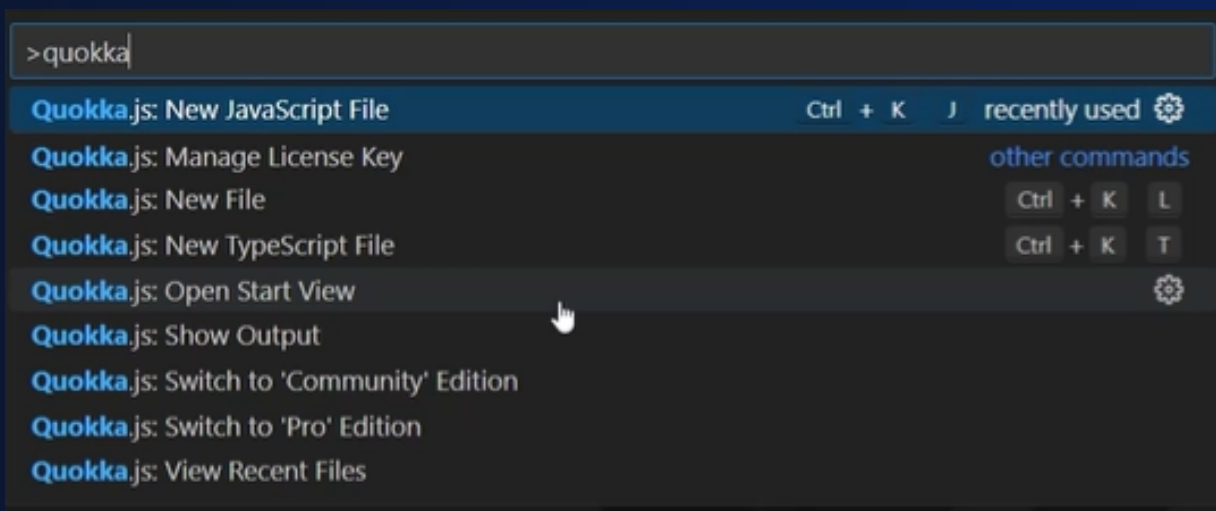 >quokka
Quokka.js: New JavaScript File Ctrl + K J recently used
Quokka.js: Manage License Key other commands
Quokka.js: New File Ctrl + K L
Quokka.js: New TypeScript File Ctrl + K T
Quokka.js: Open Start View
Quokka.js: Show Output
Quokka.js: Switch to 'Community' Edition
Quokka.js: Switch to 'Pro' Edition
Quokka.js: View Recent Files